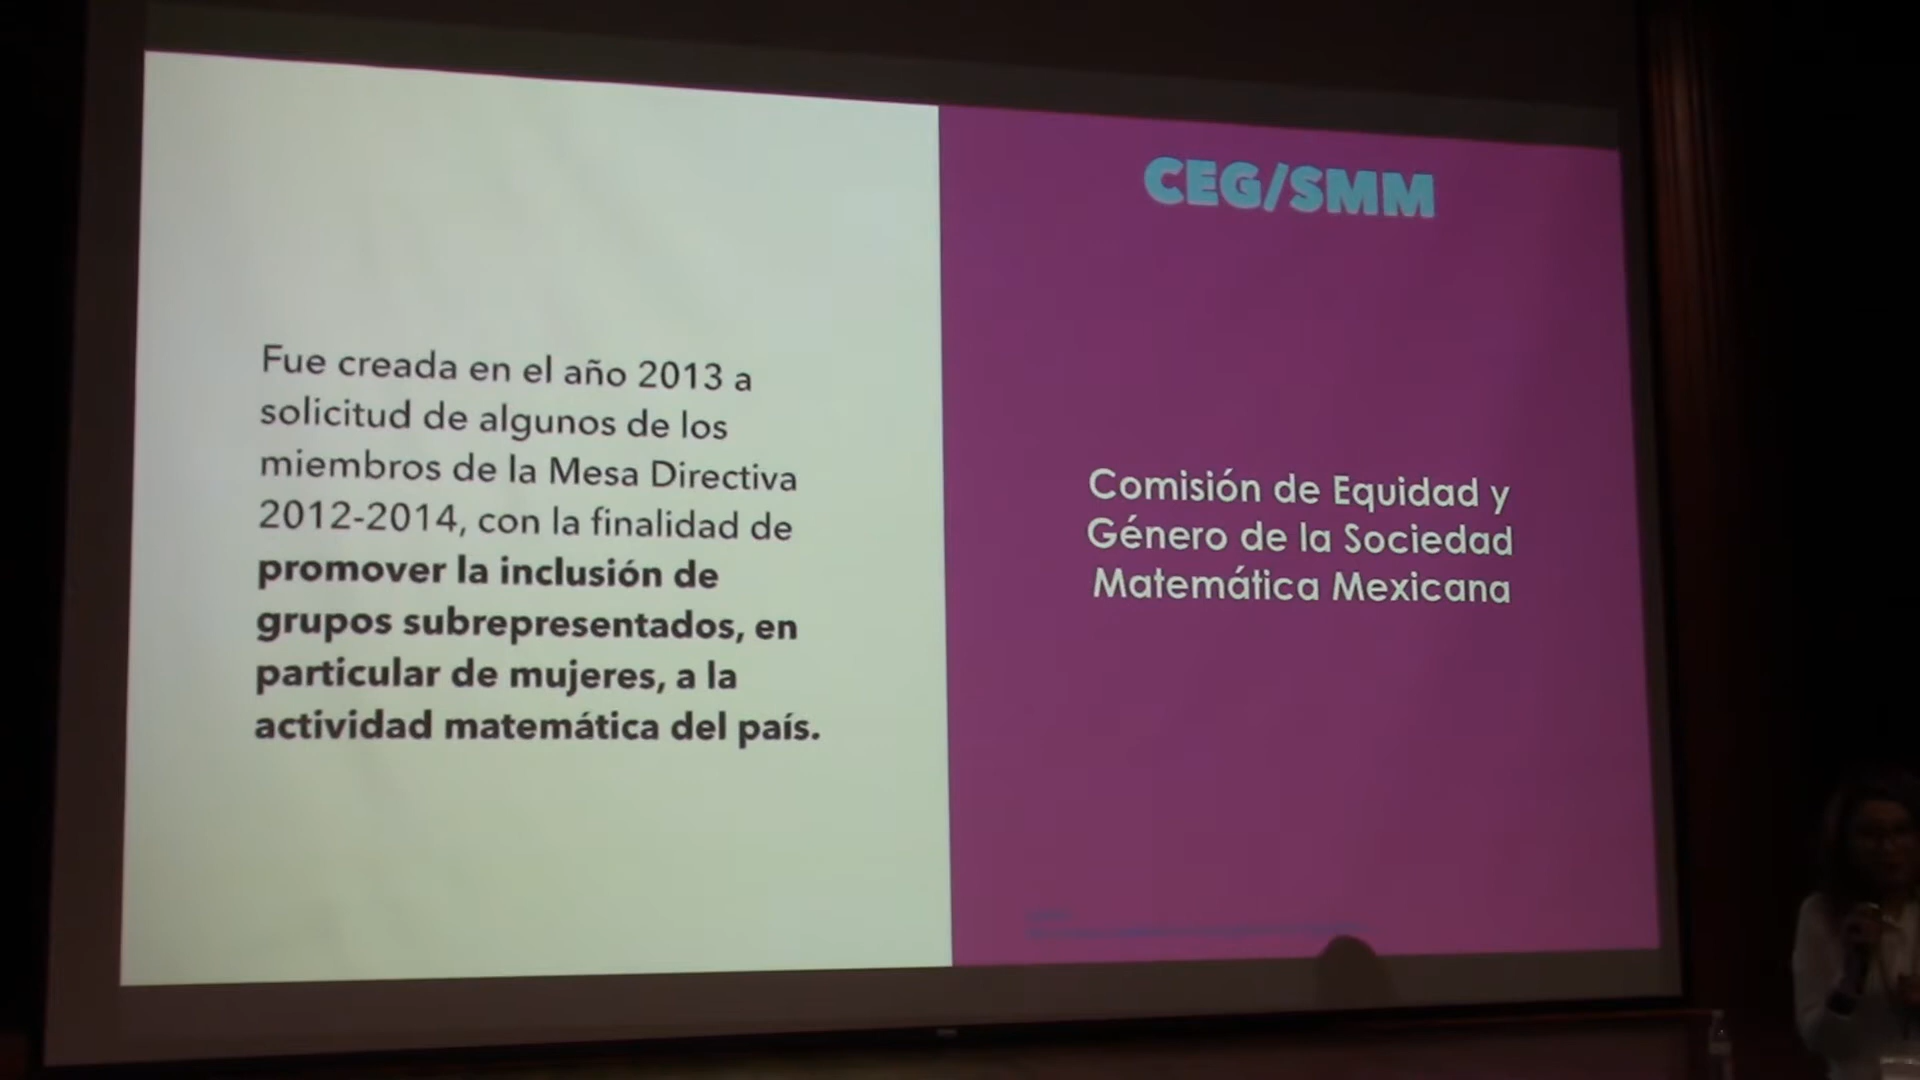 Fue creada en el año 2013 a
solicitud de algunos de los
miembros de la Mesa Directiva
2012-2014, con la finalidad de
promover la inclusión de
grupos subrepresentados, en
particular de mujeres, a la
actividad matemática del país.
CEG/SMM
Comisión de Equidad y
Género de la Sociedad
Matemática Mexicana